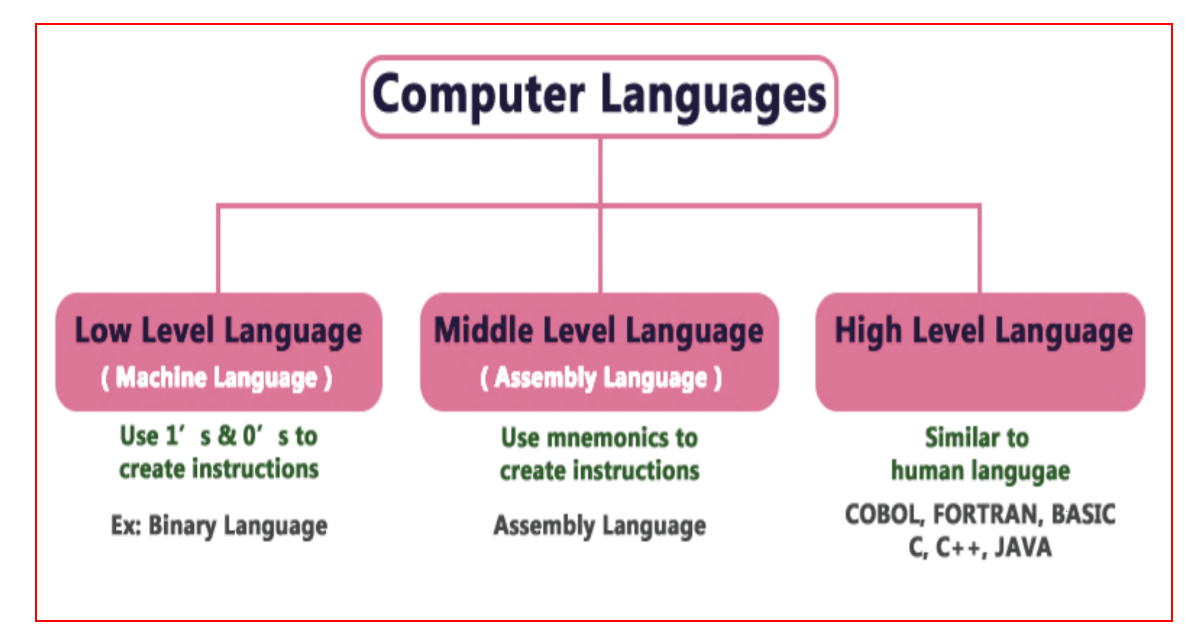 Computer Languages
Low Level Language
( Machine Language )
Use 1′ s & 0′ s to
create instructions
Ex: Binary Language
Middle Level Language
( Assembly Language )
Use mnemonics to
create instructions
Assembly Language
High Level Language
Similar to
human langugae
COBOL, FORTRAN, BASIC
C, C++, JAVA